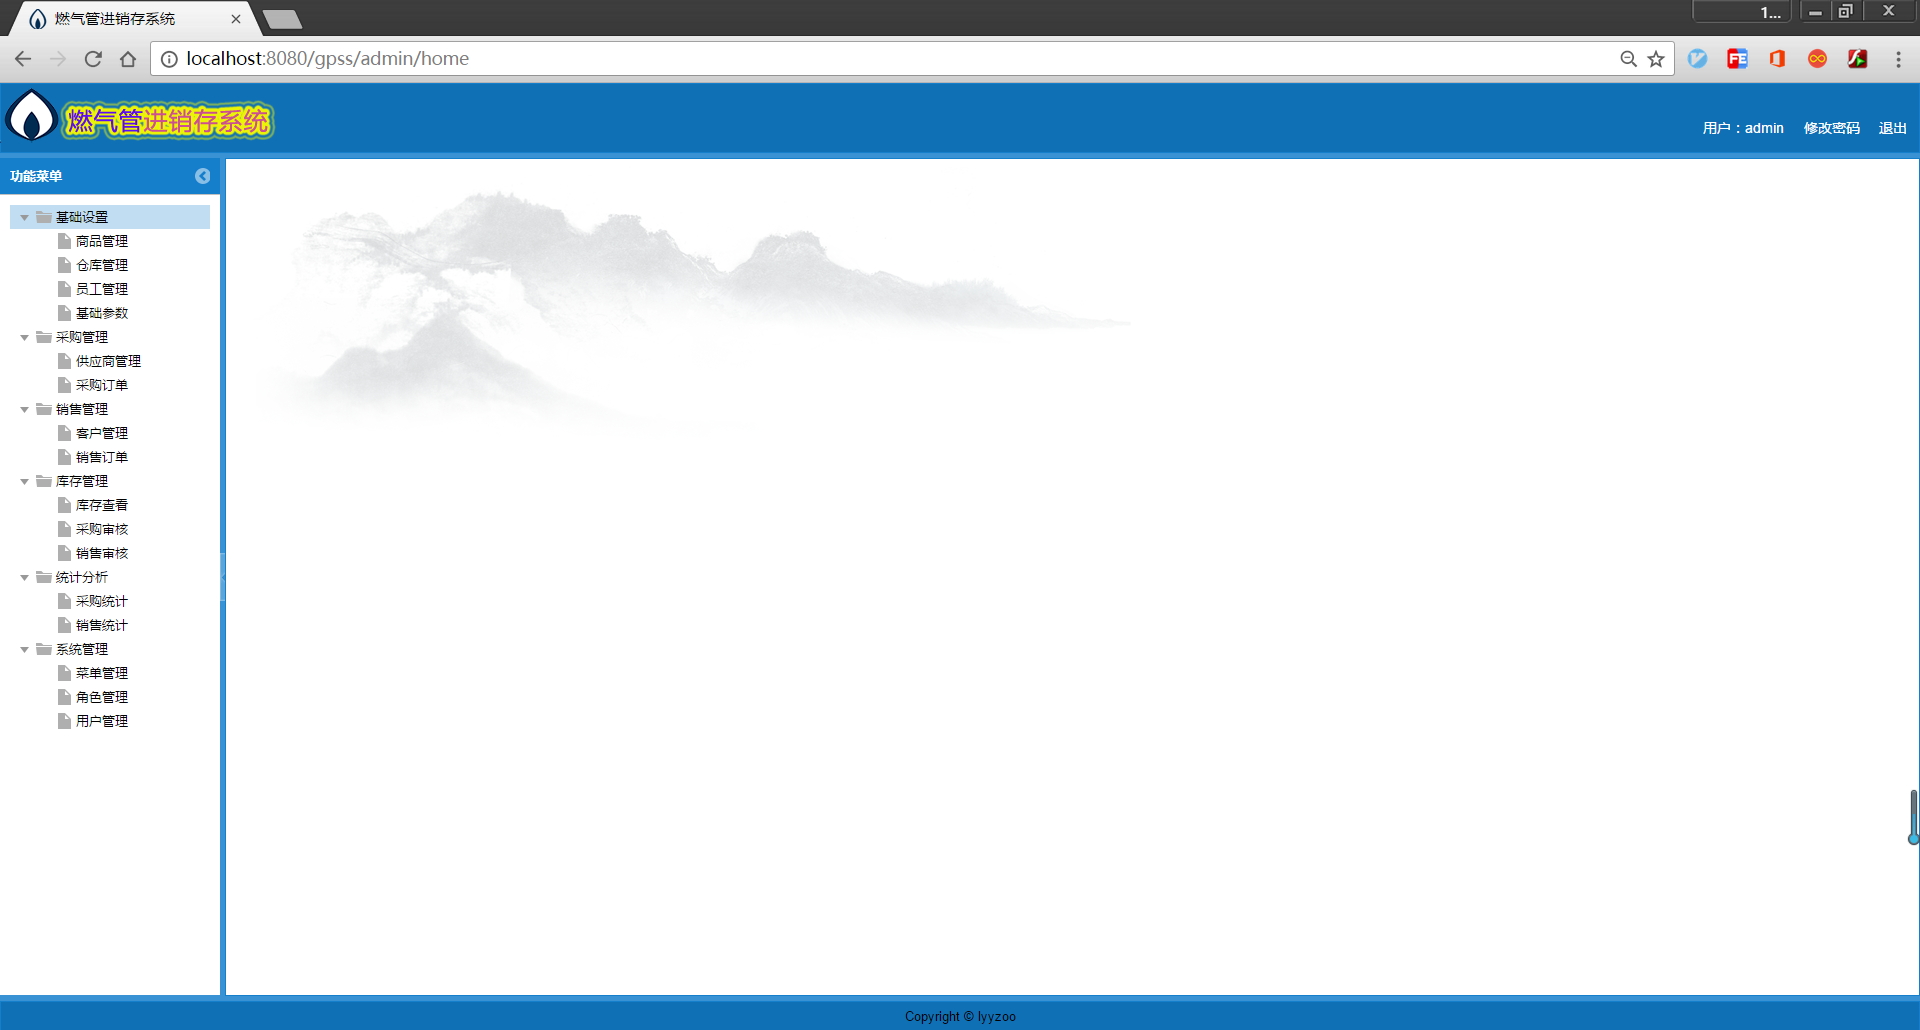 燃气管进销存系统
1...
localhost:8080/gpss/admin/home
燃气管进销存系统
用户：admin 修改密码 退出
功能菜单
基础设置
商品管理
仓库管理
员工管理
基础参数
采购管理
供应商管理
采购订单
销售管理
客户管理
销售订单
库存管理
库存查看
采购审核
销售审核
统计分析
采购统计
销售统计
系统管理
菜单管理
角色管理
用户管理
Copyright © lyyzoo